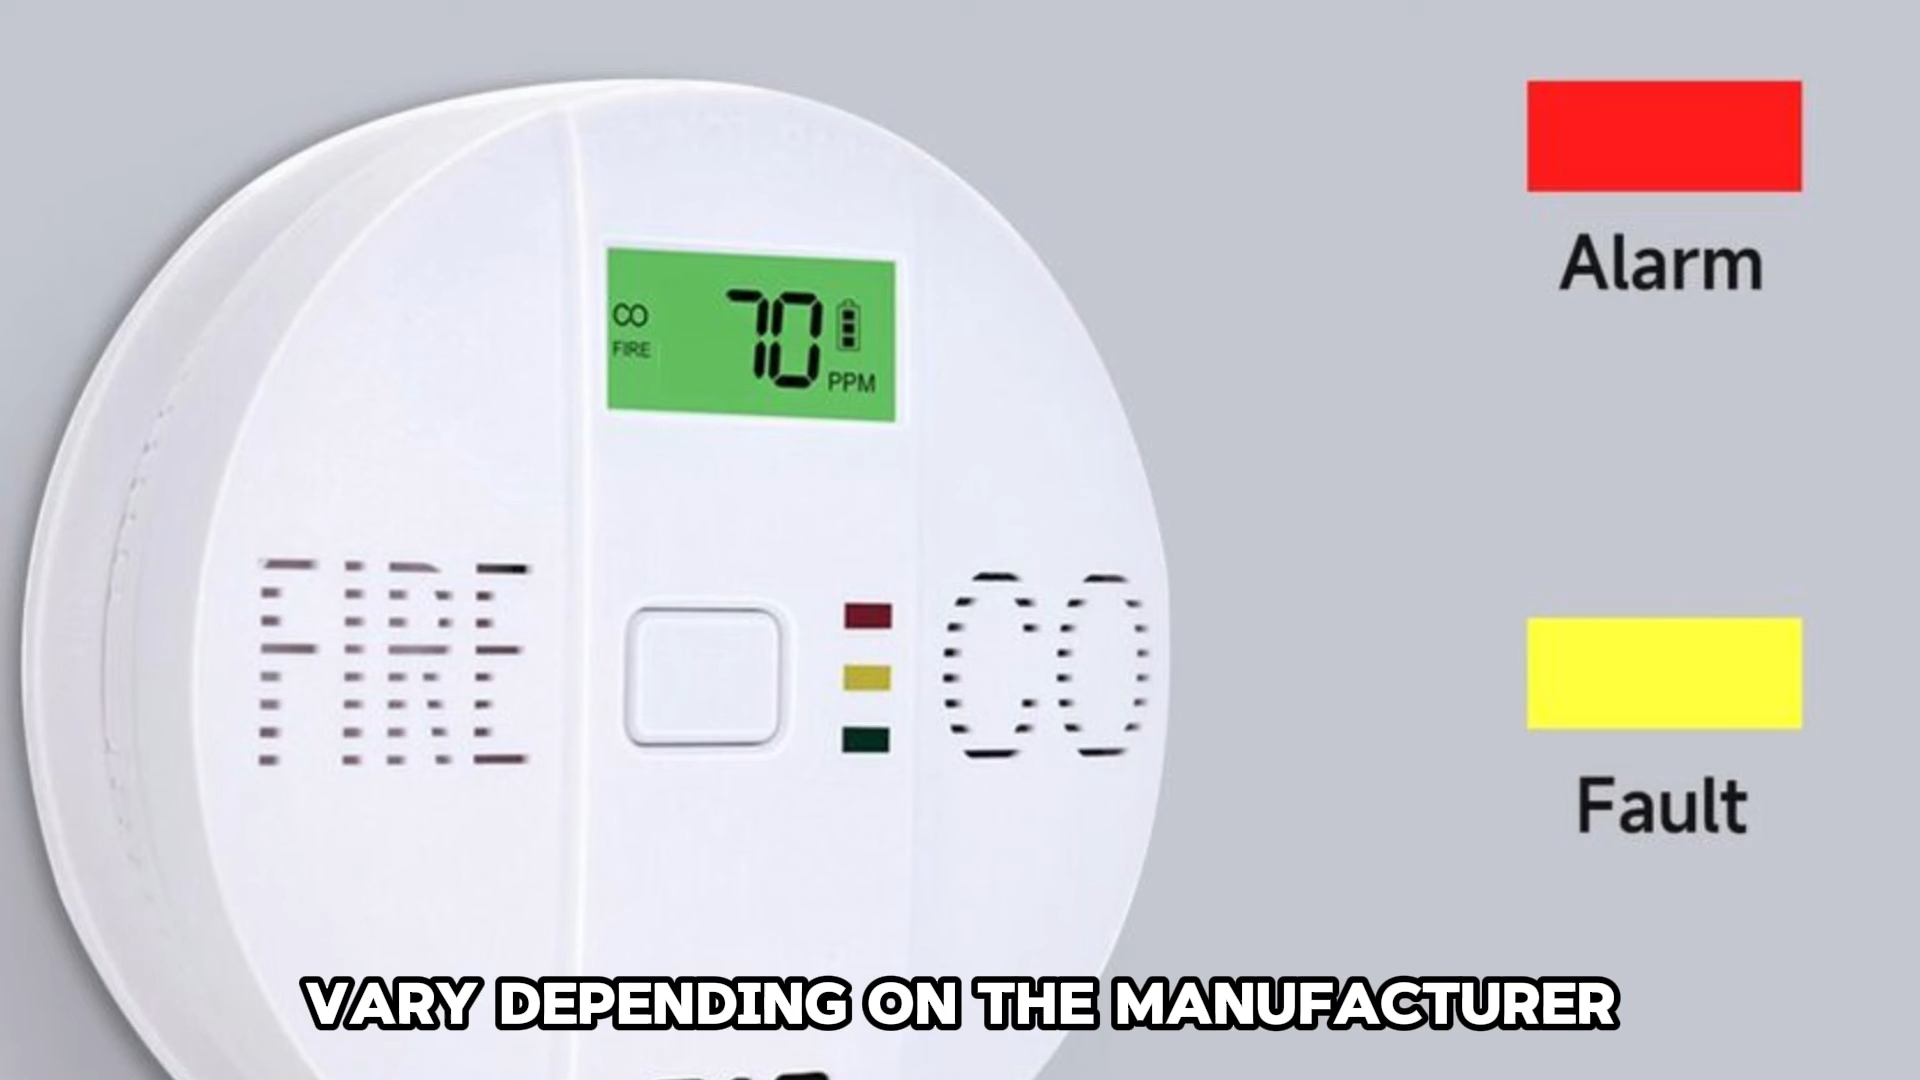 Alarm
CO
FIRE
70
PPM
FIRE
CO
Fault
VARY DEPENDING ON THE MANUFACTURER